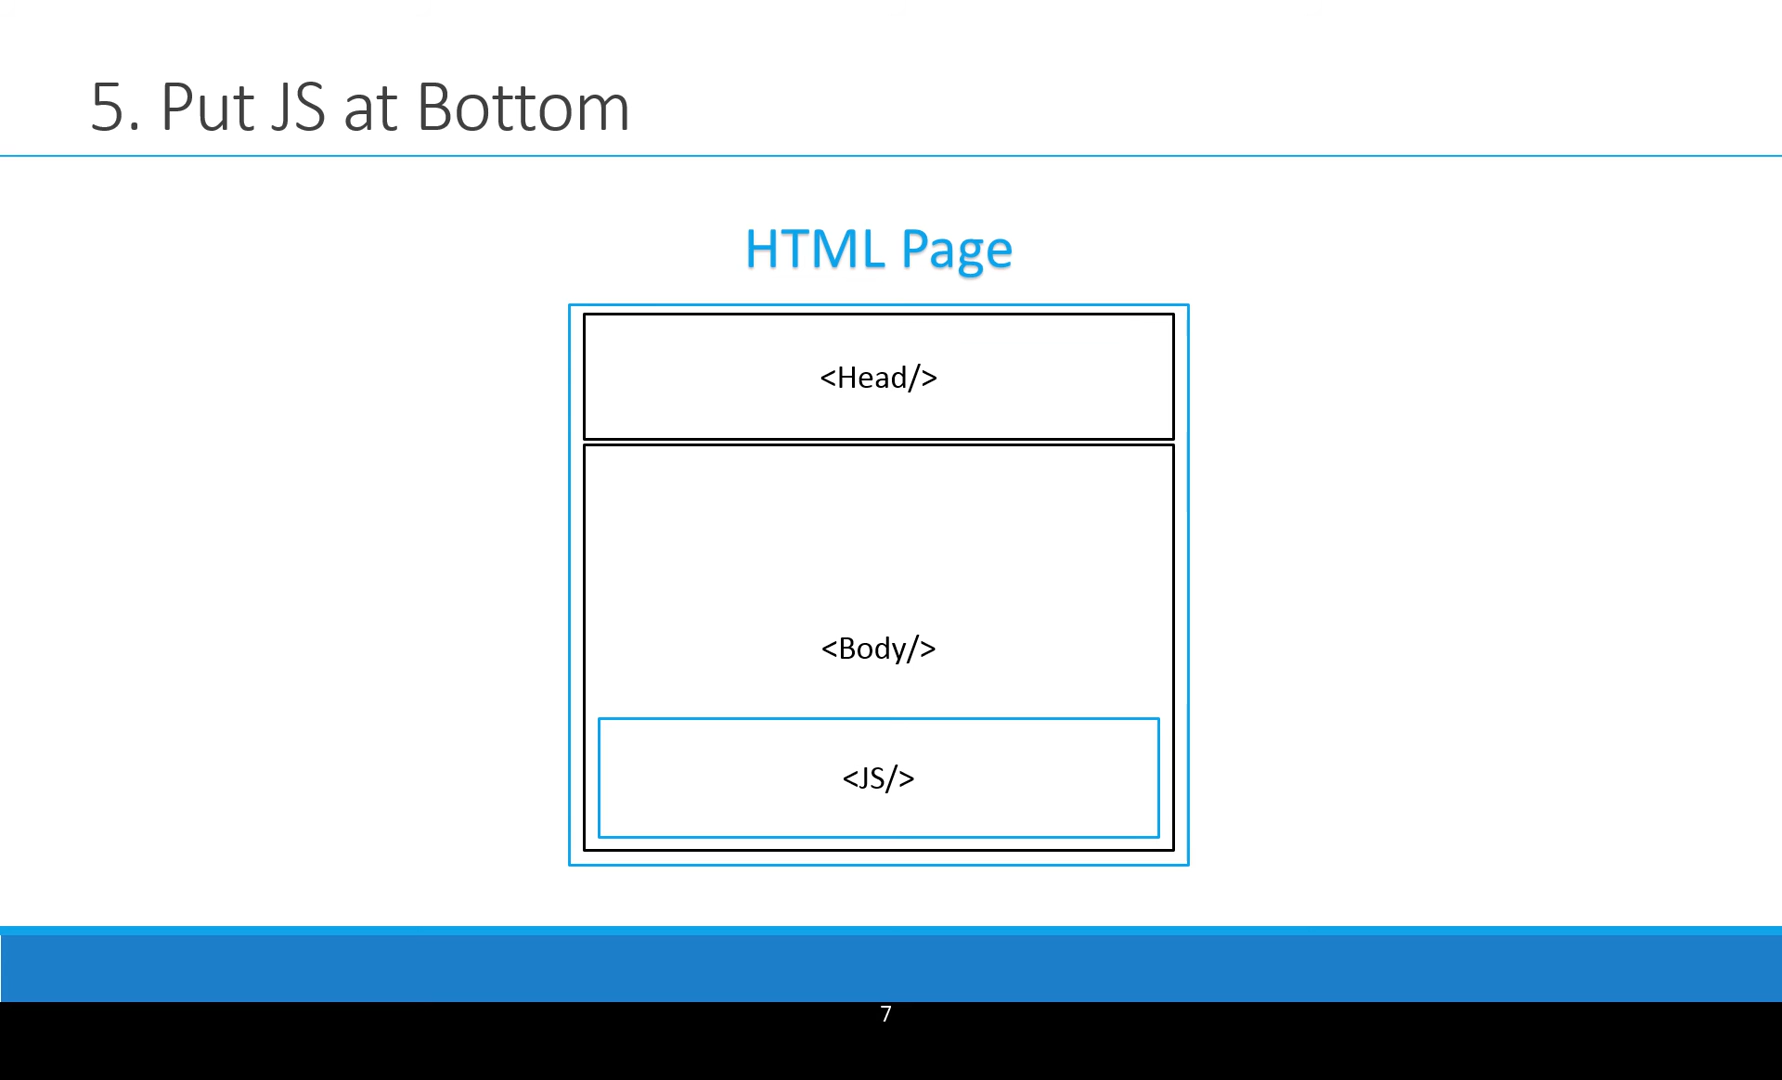 5. Put JS at Bottom
HTML Page
<Head/>
<Body/>
<JS/>
7